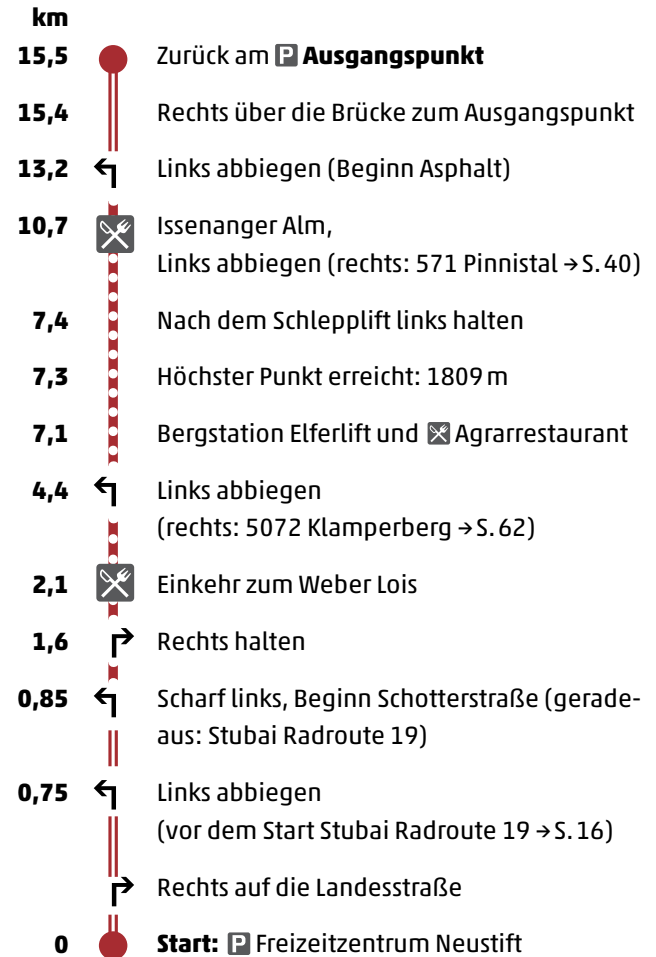 km
15,5 Zurück am P Ausgangspunkt
15,4 Rechts über die Brücke zum Ausgangspunkt
13,2 Links abbiegen (Beginn Asphalt)
10,7 Issenanger Alm,
Links abbiegen (rechts: 571 Pinnistal → S. 40)
7,4 Nach dem Schlepplift links halten
7,3 Höchster Punkt erreicht: 1809 m
7,1 Bergstation Elferlift und Agrarrestaurant
4,4 Links abbiegen
(rechts: 5072 Klamperberg → S. 62)
2,1 Einkehr zum Weber Lois
1,6 Rechts halten
0,85 Scharf links, Beginn Schotterstraße (gerade-
aus: Stubai Radroute 19)
0,75 Links abbiegen
(vor dem Start Stubai Radroute 19 → S. 16)
Rechts auf die Landesstraße
0 Start: P Freizeitzentrum Neustift